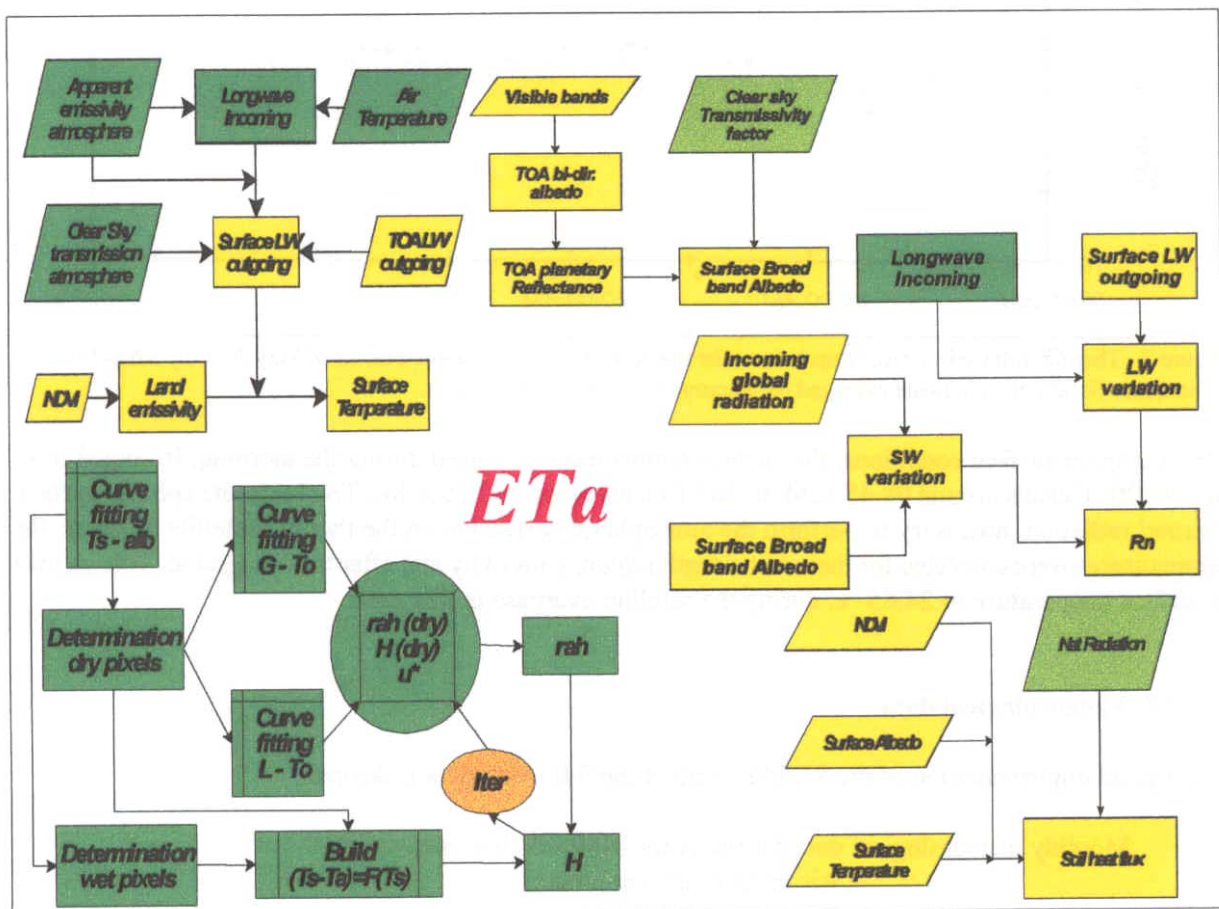 Apparent
emissivity
atmosphere
Longwave
Incoming
Air
Temperature
Visible bands
Clear sky
Transmissivity
factor
TOA bi-dir.
albedo
Clear Sky
transmission
atmosphere
Surface LW
outgoing
TOA LW
outgoing
TOA planetary
Reflectance
Surface Broad
band Albedo
Longwave
Incoming
Surface LW
outgoing
Incoming
global
radiation
LW
variation
NDVI
Land
emissivity
Surface
Temperature
SW
variation
Surface Broad
band Albedo
Rn
ETa
Curve
fitting
Ts - alb
Curve
fitting
G - To
Determination
dry pixels
rah (dry)
H (dry)
u*
rah
Curve
fitting
L - To
Iter
Determination
wet pixels
Build
(Ts-Ta)=F(Ts)
H
NDVI
Net Radiation
Surface Albedo
Surface
Temperature
Soil heat flux